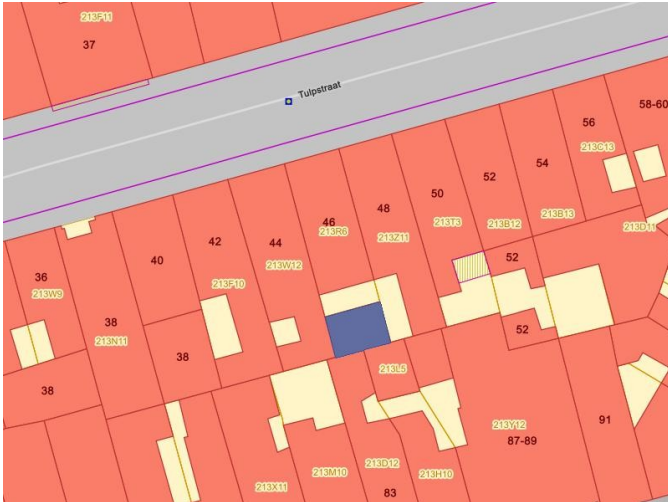 213F11
37
Tulpstraat
58-60
56
213C13
54
52
50
48
46
44
42
40
36
38
213W9
213N11
38
38
213F10
213W12
213R6
213Z11
213T3
213B12
213B13
213D11
52
52
213L5
213X11
213M10
213D12
213H10
83
213Y12
87-89
91